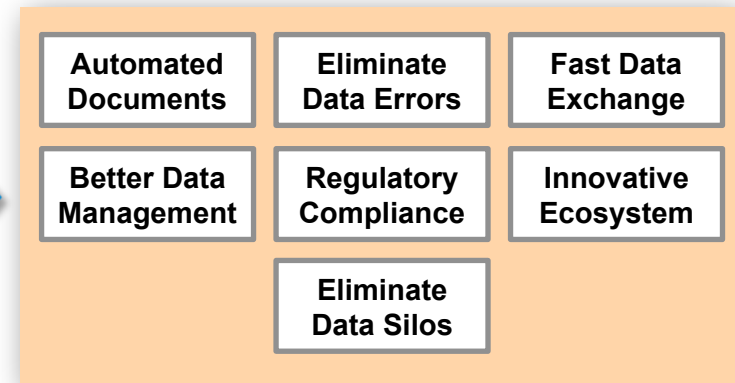 Automated
Documents
Eliminate
Data Errors
Fast Data
Exchange
Better Data
Management
Regulatory
Compliance
Innovative
Ecosystem
Eliminate
Data Silos